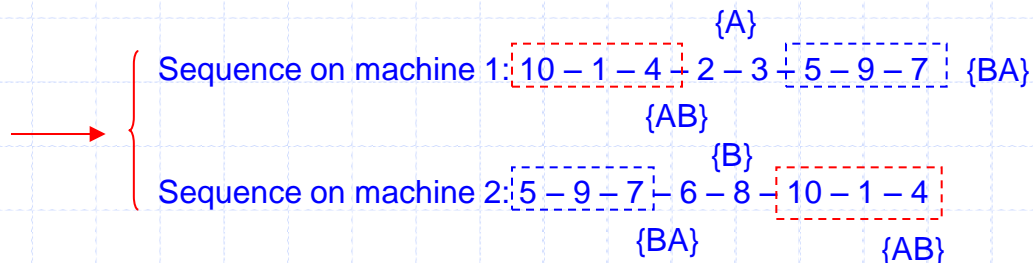 {A}
Sequence on machine 1: 10 – 1 – 4 – 2 – 3 – 5 – 9 – 7 {BA}
{AB}
{B}
Sequence on machine 2: 5 – 9 – 7 – 6 – 8 – 10 – 1 – 4
{BA} {AB}